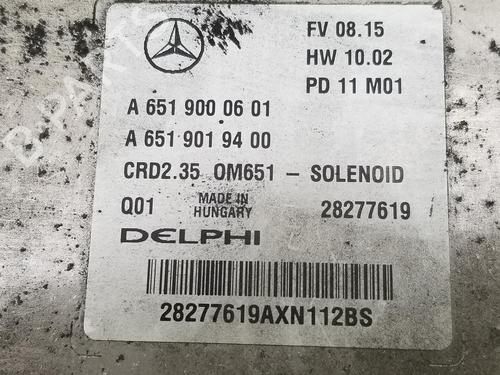 FV 08.15
HW 10.02
PD 11 M01
A 651 900 06 01
A 651 901 94 00
CRD2.35 OM651 - SOLENOID
Q01 MADE IN HUNGARY 28277619
DELPHI
28277619AXN112BS
B-PARTS